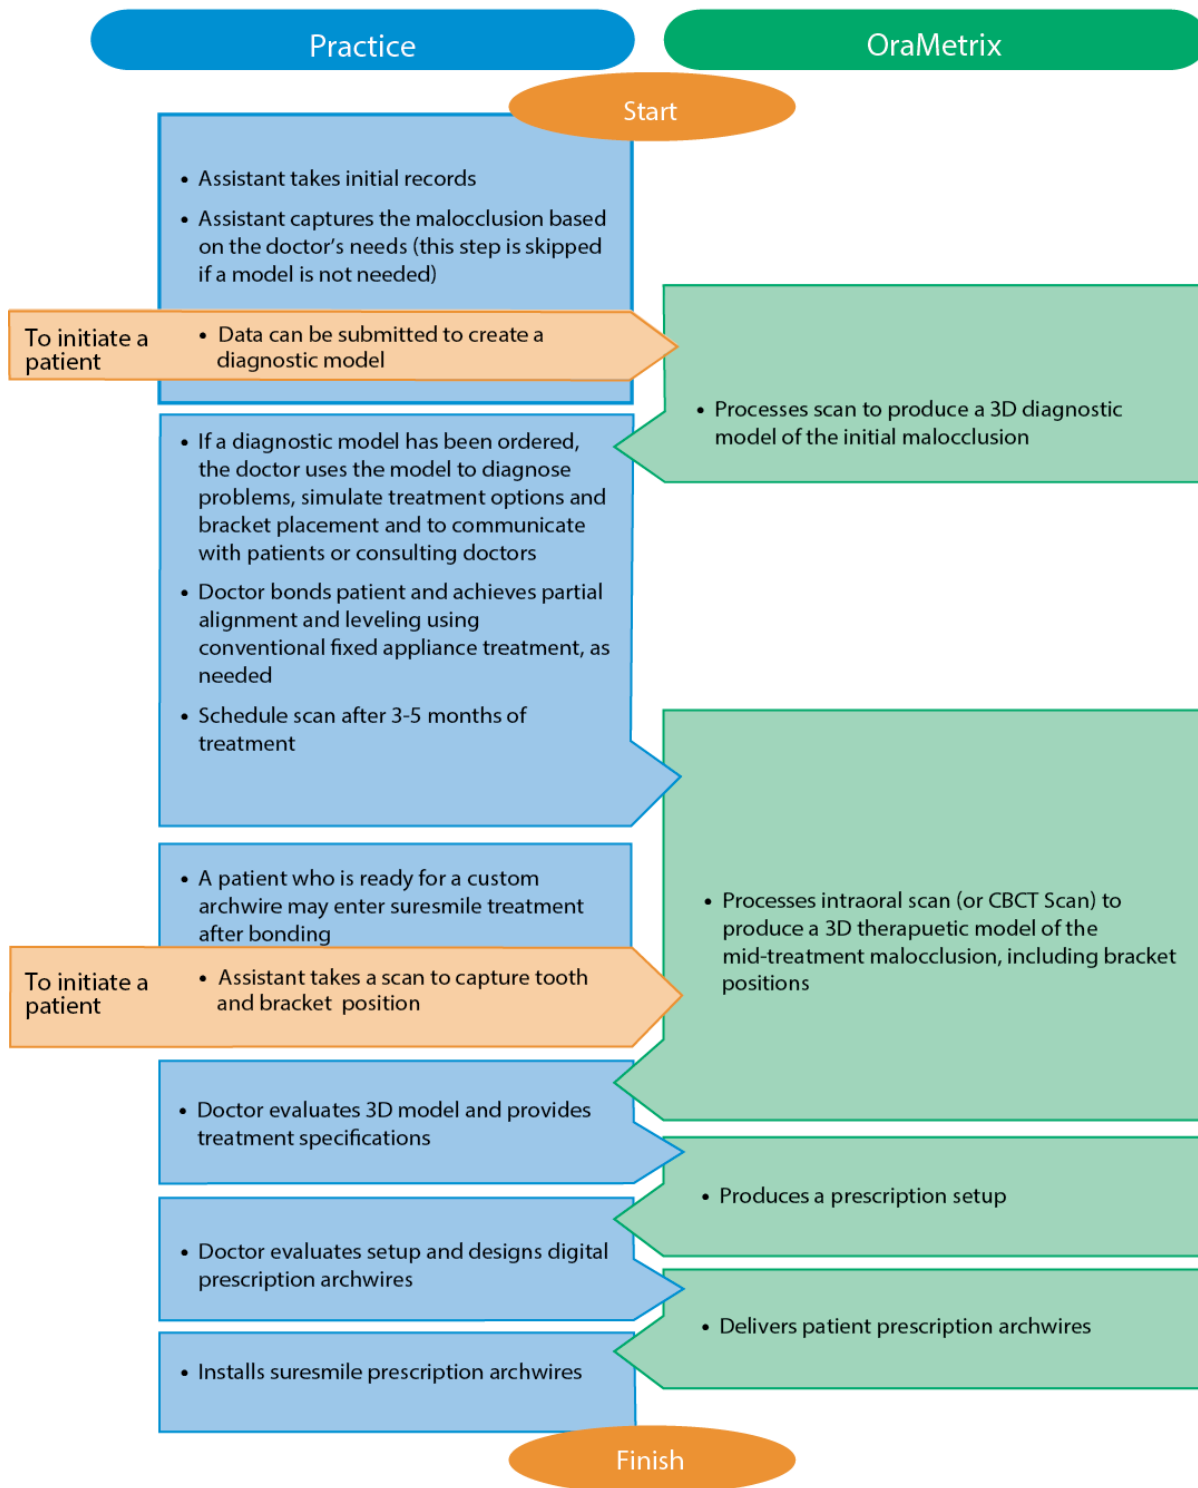 Practice
OraMetrix
Start
• Assistant takes initial records
• Assistant captures the malocclusion based
on the doctor’s needs (this step is skipped
if a model is not needed)
To initiate a
patient
• Data can be submitted to create a
diagnostic model
• Processes scan to produce a 3D diagnostic
model of the initial malocclusion
• If a diagnostic model has been ordered,
the doctor uses the model to diagnose
problems, simulate treatment options and
bracket placement and to communicate
with patients or consulting doctors
• Doctor bonds patient and achieves partial
alignment and leveling using
conventional fixed appliance treatment, as
needed
• Schedule scan after 3-5 months of
treatment
• A patient who is ready for a custom
archwire may enter suresmile treatment
after bonding
• Processes intraoral scan (or CBCT Scan) to
produce a 3D therapuetic model of the
mid-treatment malocclusion, including bracket
positions
To initiate a
patient
• Assistant takes a scan to capture tooth
and bracket position
• Doctor evaluates 3D model and provides
treatment specifications
• Produces a prescription setup
• Doctor evaluates setup and designs digital
prescription archwires
• Delivers patient prescription archwires
• Installs suresmile prescription archwires
Finish